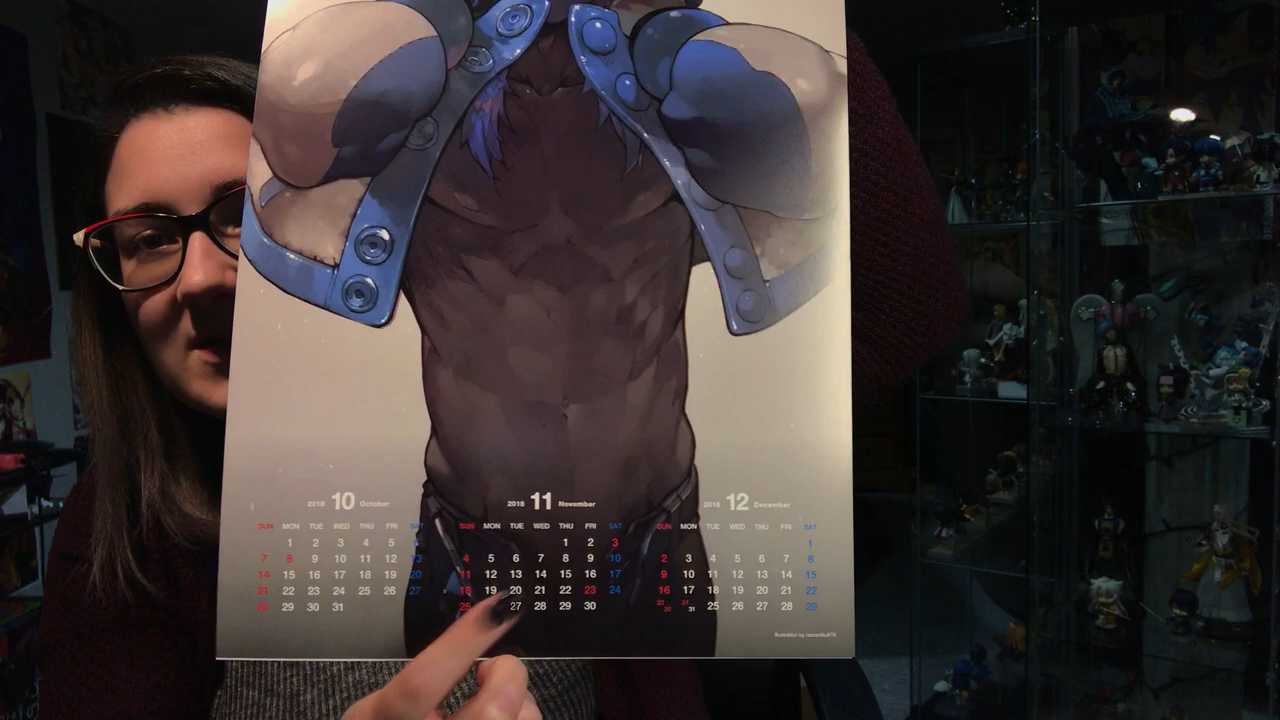 2018 10 October
SUN MON TUE WED THU FRI SAT
1 2 3 4 5 6
7 8 9 10 11 12 13
14 15 16 17 18 19 20
21 22 23 24 25 26 27
28 29 30 31
2018 11 November
SUN MON TUE WED THU FRI SAT
1 2 3
4 5 6 7 8 9 10
11 12 13 14 15 16 17
18 19 20 21 22 23 24
25 27 28 29 30
2018 12 December
SUN MON TUE WED THU FRI SAT
1
2 3 4 5 6 7 8
9 10 11 12 13 14 15
16 17 18 19 20 21 22
23 30 24 31 25 26 27 28 29
Illustration by